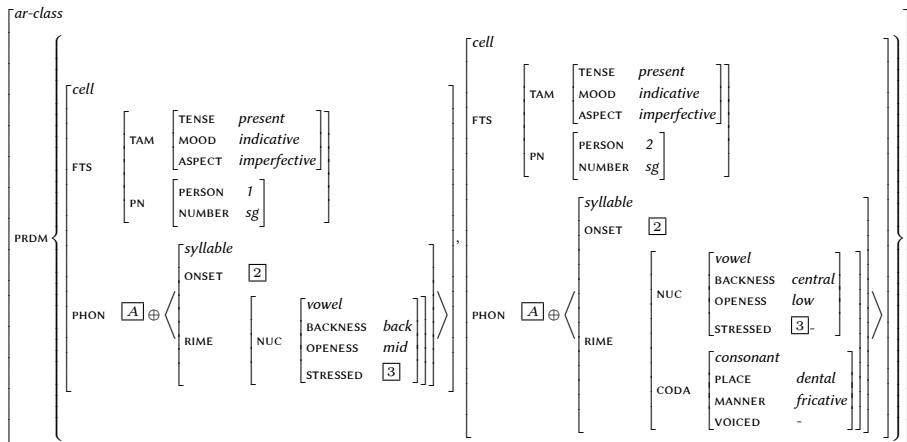 ar-class
PRDM
cell
FTS
TAM
TENSE present
MOOD indicative
ASPECT imperfective
PN
PERSON 1
NUMBER sg
PHON A ⊕
syllable
ONSET 2
RIME
NUC
vowel
BACKNESS back
OPENESS mid
STRESSED 3
,
cell
FTS
TAM
TENSE present
MOOD indicative
ASPECT imperfective
PN
PERSON 2
NUMBER sg
PHON A ⊕
syllable
ONSET 2
RIME
NUC
vowel
BACKNESS central
OPENESS low
STRESSED 3 -
CODA
consonant
PLACE dental
MANNER fricative
VOICED -